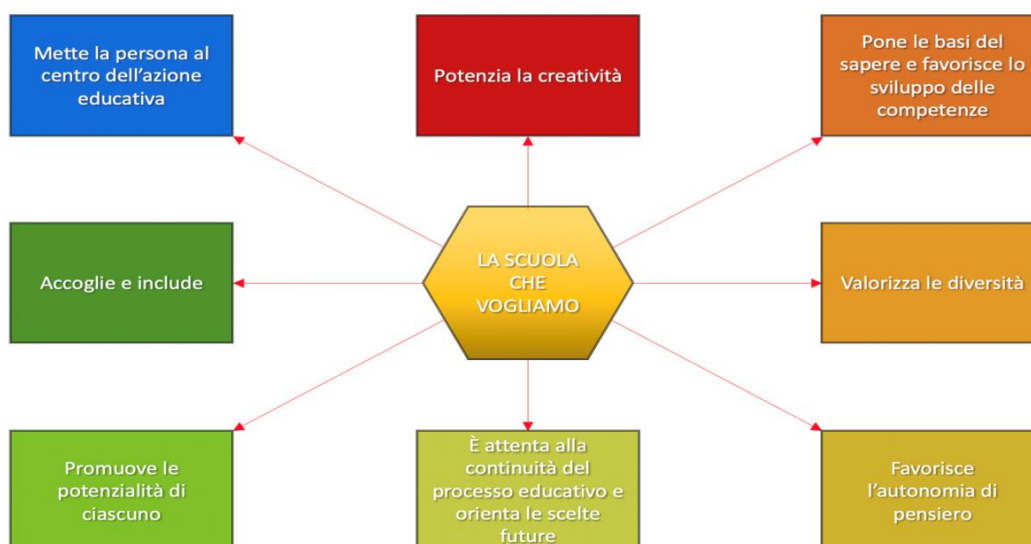 Mette la persona al
centro dell'azione
educativa
Potenzia la creatività
Pone le basi del
sapere e favorisce lo
sviluppo delle
competenze
Accoglie e include
LA SCUOLA
CHE
VOGLIAMO
Valorizza le diversità
Promuove le
potenzialità di
ciascuno
È attenta alla
continuità del
processo educativo e
orienta le scelte
future
Favorisce
l'autonomia di
pensiero